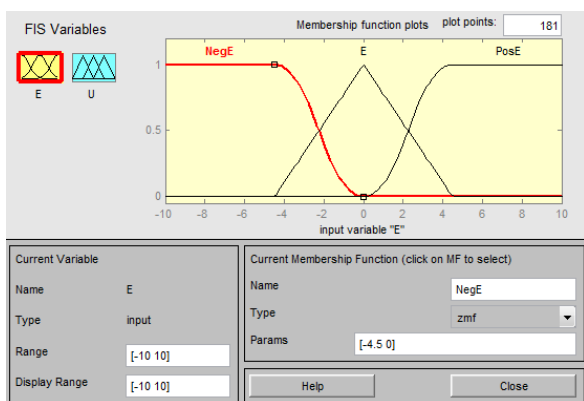 FIS Variables
E
U
Membership function plots
plot points:
181
NegE
E
PosE
1
0.5
0
-10 -8 -6 -4 -2 0 2 4 6 8 10
input variable "E"
Current Variable
Name E
Type input
Range [-10 10]
Display Range [-10 10]
Current Membership Function (click on MF to select)
Name NegE
Type zmf
Params [-4.5 0]
Help
Close